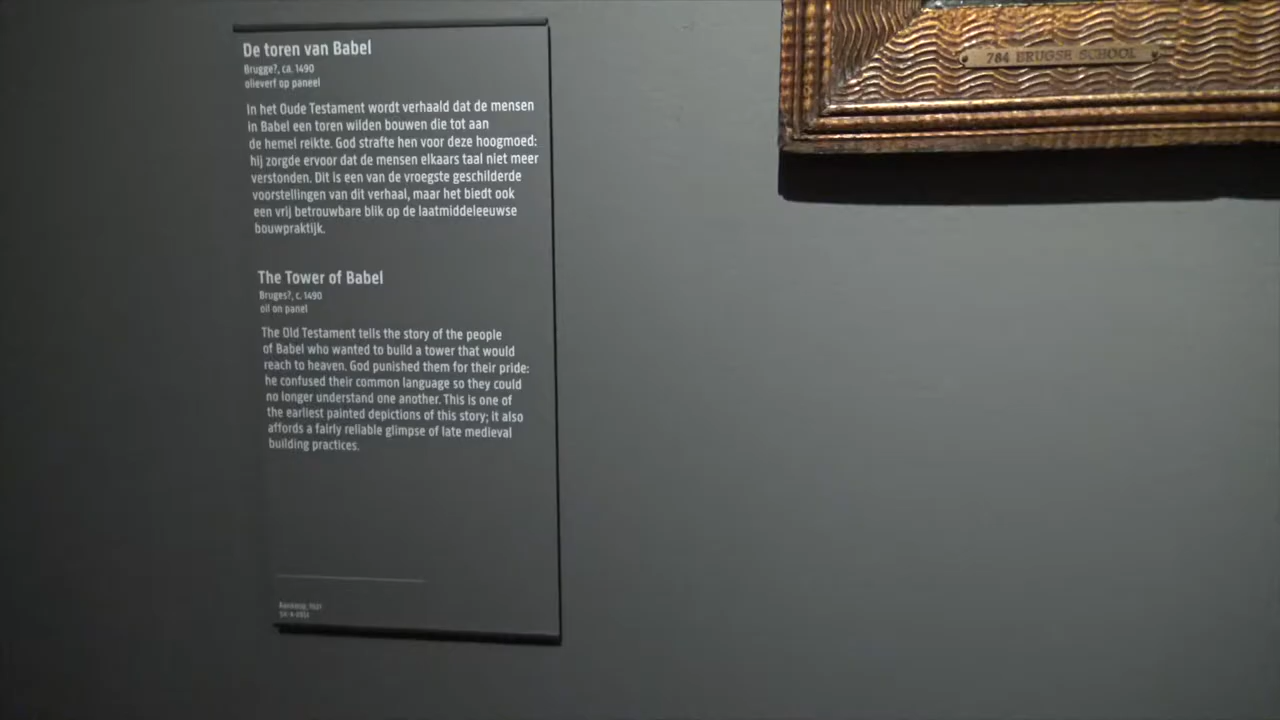 De toren van Babel
Brugge?, ca. 1490
olieverf op paneel
In het Oude Testament wordt verhaald dat de mensen
in Babel een toren wilden bouwen die tot aan
de hemel reikte. God strafte hen voor deze hoogmoed:
hij zorgde ervoor dat de mensen elkaars taal niet meer
verstonden. Dit is een van de vroegste geschilderde
voorstellingen van dit verhaal, maar het biedt ook
een vrij betrouwbare blik op de laatmiddeleeuwse
bouwpraktijk.
The Tower of Babel
Bruges?, c. 1490
oil on panel
The Old Testament tells the story of the people
of Babel who wanted to build a tower that would
reach to heaven. God punished them for their pride:
he confused their common language so they could
no longer understand one another. This is one of
the earliest painted depictions of this story; it also
affords a fairly reliable glimpse of late medieval
building practices.
784 BRUGSE SCHOOL